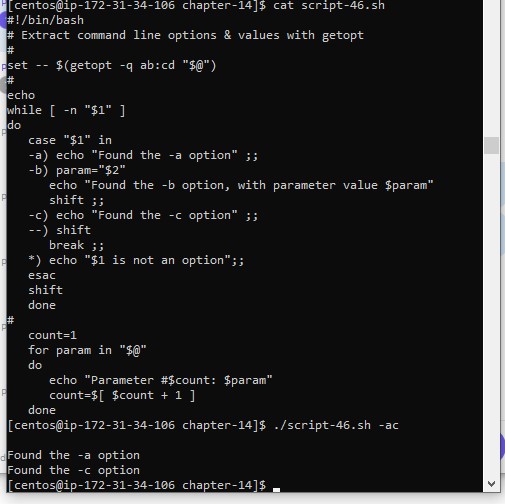 [centos@ip-172-31-34-106 chapter-14]$ cat script-46.sh
#!/bin/bash
# Extract command line options & values with getopt
#
set -- $(getopt -q ab:cd "$@")
#
echo
while [ -n "$1" ]
do
   case "$1" in
   -a) echo "Found the -a option" ;;
   -b) param="$2"
      echo "Found the -b option, with parameter value $param"
      shift ;;
   -c) echo "Found the -c option" ;;
   --) shift
      break ;;
   *) echo "$1 is not an option";;
   esac
   shift
   done
#
   count=1
   for param in "$@"
   do
      echo "Parameter #$count: $param"
      count=$[ $count + 1 ]
   done
[centos@ip-172-31-34-106 chapter-14]$ ./script-46.sh -ac

Found the -a option
Found the -c option
[centos@ip-172-31-34-106 chapter-14]$